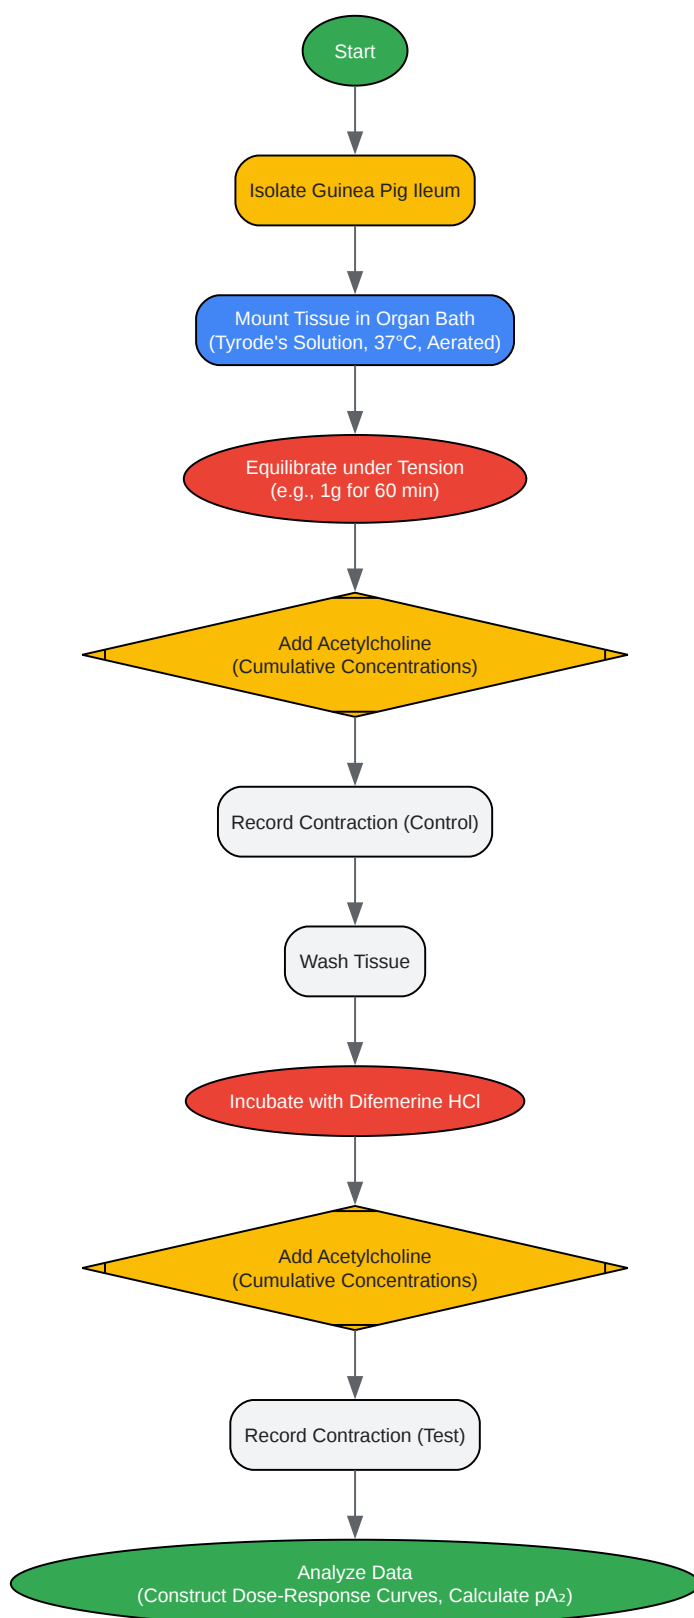 Start
Isolate Guinea Pig Ileum
Mount Tissue in Organ Bath
(Tyrode's Solution, 37°C, Aerated)
Equilibrate under Tension
(e.g., 1g for 60 min)
Add Acetylcholine
(Cumulative Concentrations)
Record Contraction (Control)
Wash Tissue
Incubate with Difemerine HCl
Add Acetylcholine
(Cumulative Concentrations)
Record Contraction (Test)
Analyze Data
(Construct Dose-Response Curves, Calculate pA₂)